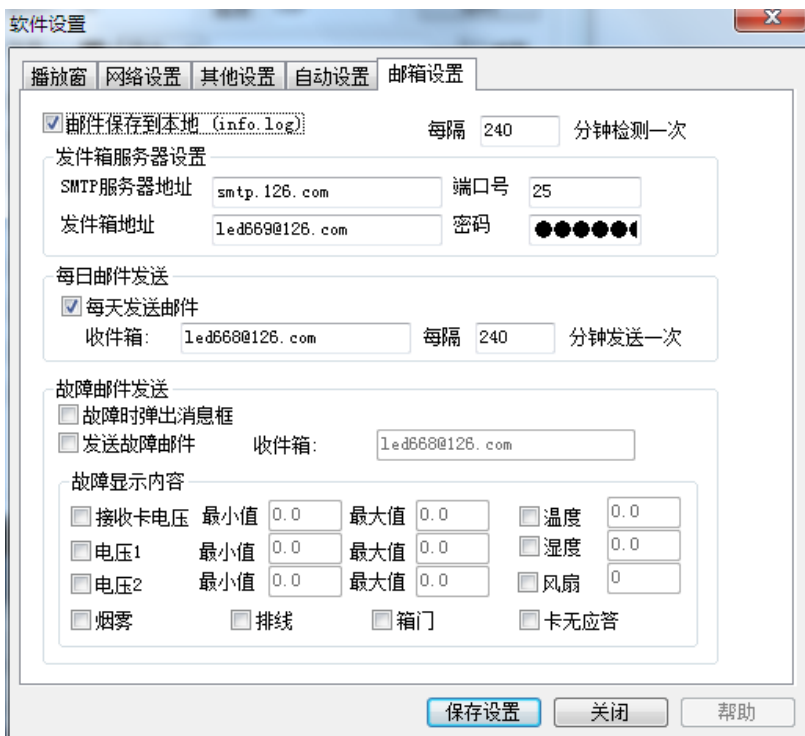 软件设置
播放窗 网络设置 其他设置 自动设置 邮箱设置
邮件保存到本地 (info.log) 每隔 240 分钟检测一次
发件箱服务器设置
SMTP服务器地址 smtp.126.com 端口号 25
发件箱地址 led669@126.com 密码
每日邮件发送
每天发送邮件
收件箱: led668@126.com 每隔 240 分钟发送一次
故障邮件发送
故障时弹出消息框
发送故障邮件 收件箱: led668@126.com
故障显示内容
接收卡电压 最小值 0.0 最大值 0.0 温度 0.0
电压1 最小值 0.0 最大值 0.0 湿度 0.0
电压2 最小值 0.0 最大值 0.0 风扇 0
烟雾 排线 箱门 卡无应答
保存设置 关闭 帮助